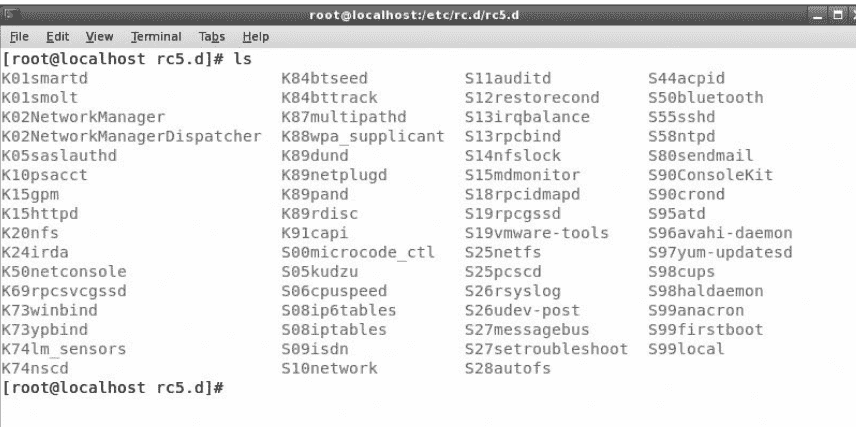 root@localhost:/etc/rc.d/rc5.d
File Edit View Terminal Tabs Help
[root@localhost rc5.d]# ls
K01smartd K84btseed S11auditd S44acpid
K01smolt K84bttrack S12restorecond S50bluetooth
K02NetworkManager K87multipathd S13irqbalance S55sshd
K02NetworkManagerDispatcher K88wpa_supplicant S13rpcbind S58ntpd
K05saslauthd K89dund S14nfslock S80sendmail
K10psacct K89netplugd S15mdmonitor S90ConsoleKit
K15gpm K89pand S18rpcidmapd S90crond
K15httpd K89rdisc S19rpcgssd S95atd
K20nfs K91capi S19vmware-tools S96avahi-daemon
K24irda S00microcode_ctl S25netfs S97yum-updatesd
K50netconsole S05kudzu S25pcscd S98cups
K69rpcsvcgssd S06cpuspeed S26rsyslog S98haldaemon
K73winbind S08ip6tables S26udev-post S99anacron
K73ypbind S08iptables S27messagebus S99firstboot
K74lm_sensors S09isdn S27setroubleshoot S99local
K74nscd S10network S28autofs
[root@localhost rc5.d]#